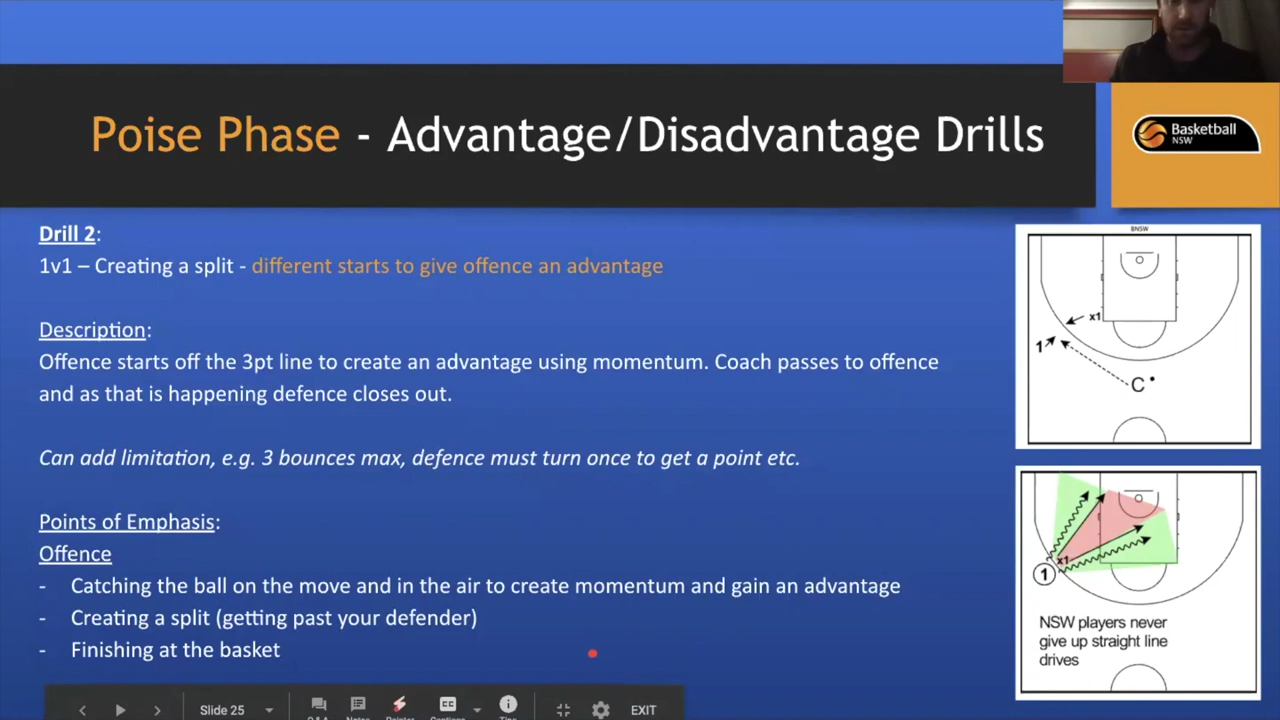 Poise Phase - Advantage/Disadvantage Drills
Basketball
NSW
Drill 2:
1v1 – Creating a split - different starts to give offence an advantage
Description:
Offence starts off the 3pt line to create an advantage using momentum. Coach passes to offence
and as that is happening defence closes out.
Can add limitation, e.g. 3 bounces max, defence must turn once to get a point etc.
Points of Emphasis:
Offence
- Catching the ball on the move and in the air to create momentum and gain an advantage
- Creating a split (getting past your defender)
- Finishing at the basket
BNSW
x1
1
C
x1
1
NSW players never
give up straight line
drives
Slide 25
EXIT